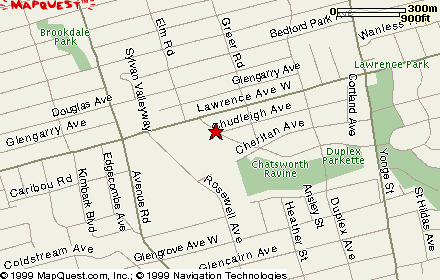 MAPQUEST™
300m
900ft
Brookdale
Park
Elm Rd
Greer Rd
Bedford Park Ave
Wanless
Sylvan Valleyway
Glengarry Ave
Lawrence Park
Douglas Ave
Lawrence Ave W
Chudleigh Ave
Cortland Ave
Glengarry Ave
Cheritan Ave
Duplex
Parkette
Yonge St
Chatsworth
Ravine
Caribou Rd
Kimbark Blvd
Edgecombe Ave
Avenue Rd
Rosewell Ave
Heather St
Ansley St
Duplex Ave
St Hildas Ave
Coldstream Ave
Glengrove Ave W
Glencairn Ave
© 1999 MapQuest.com, Inc.; © 1999 Navigation Technologies